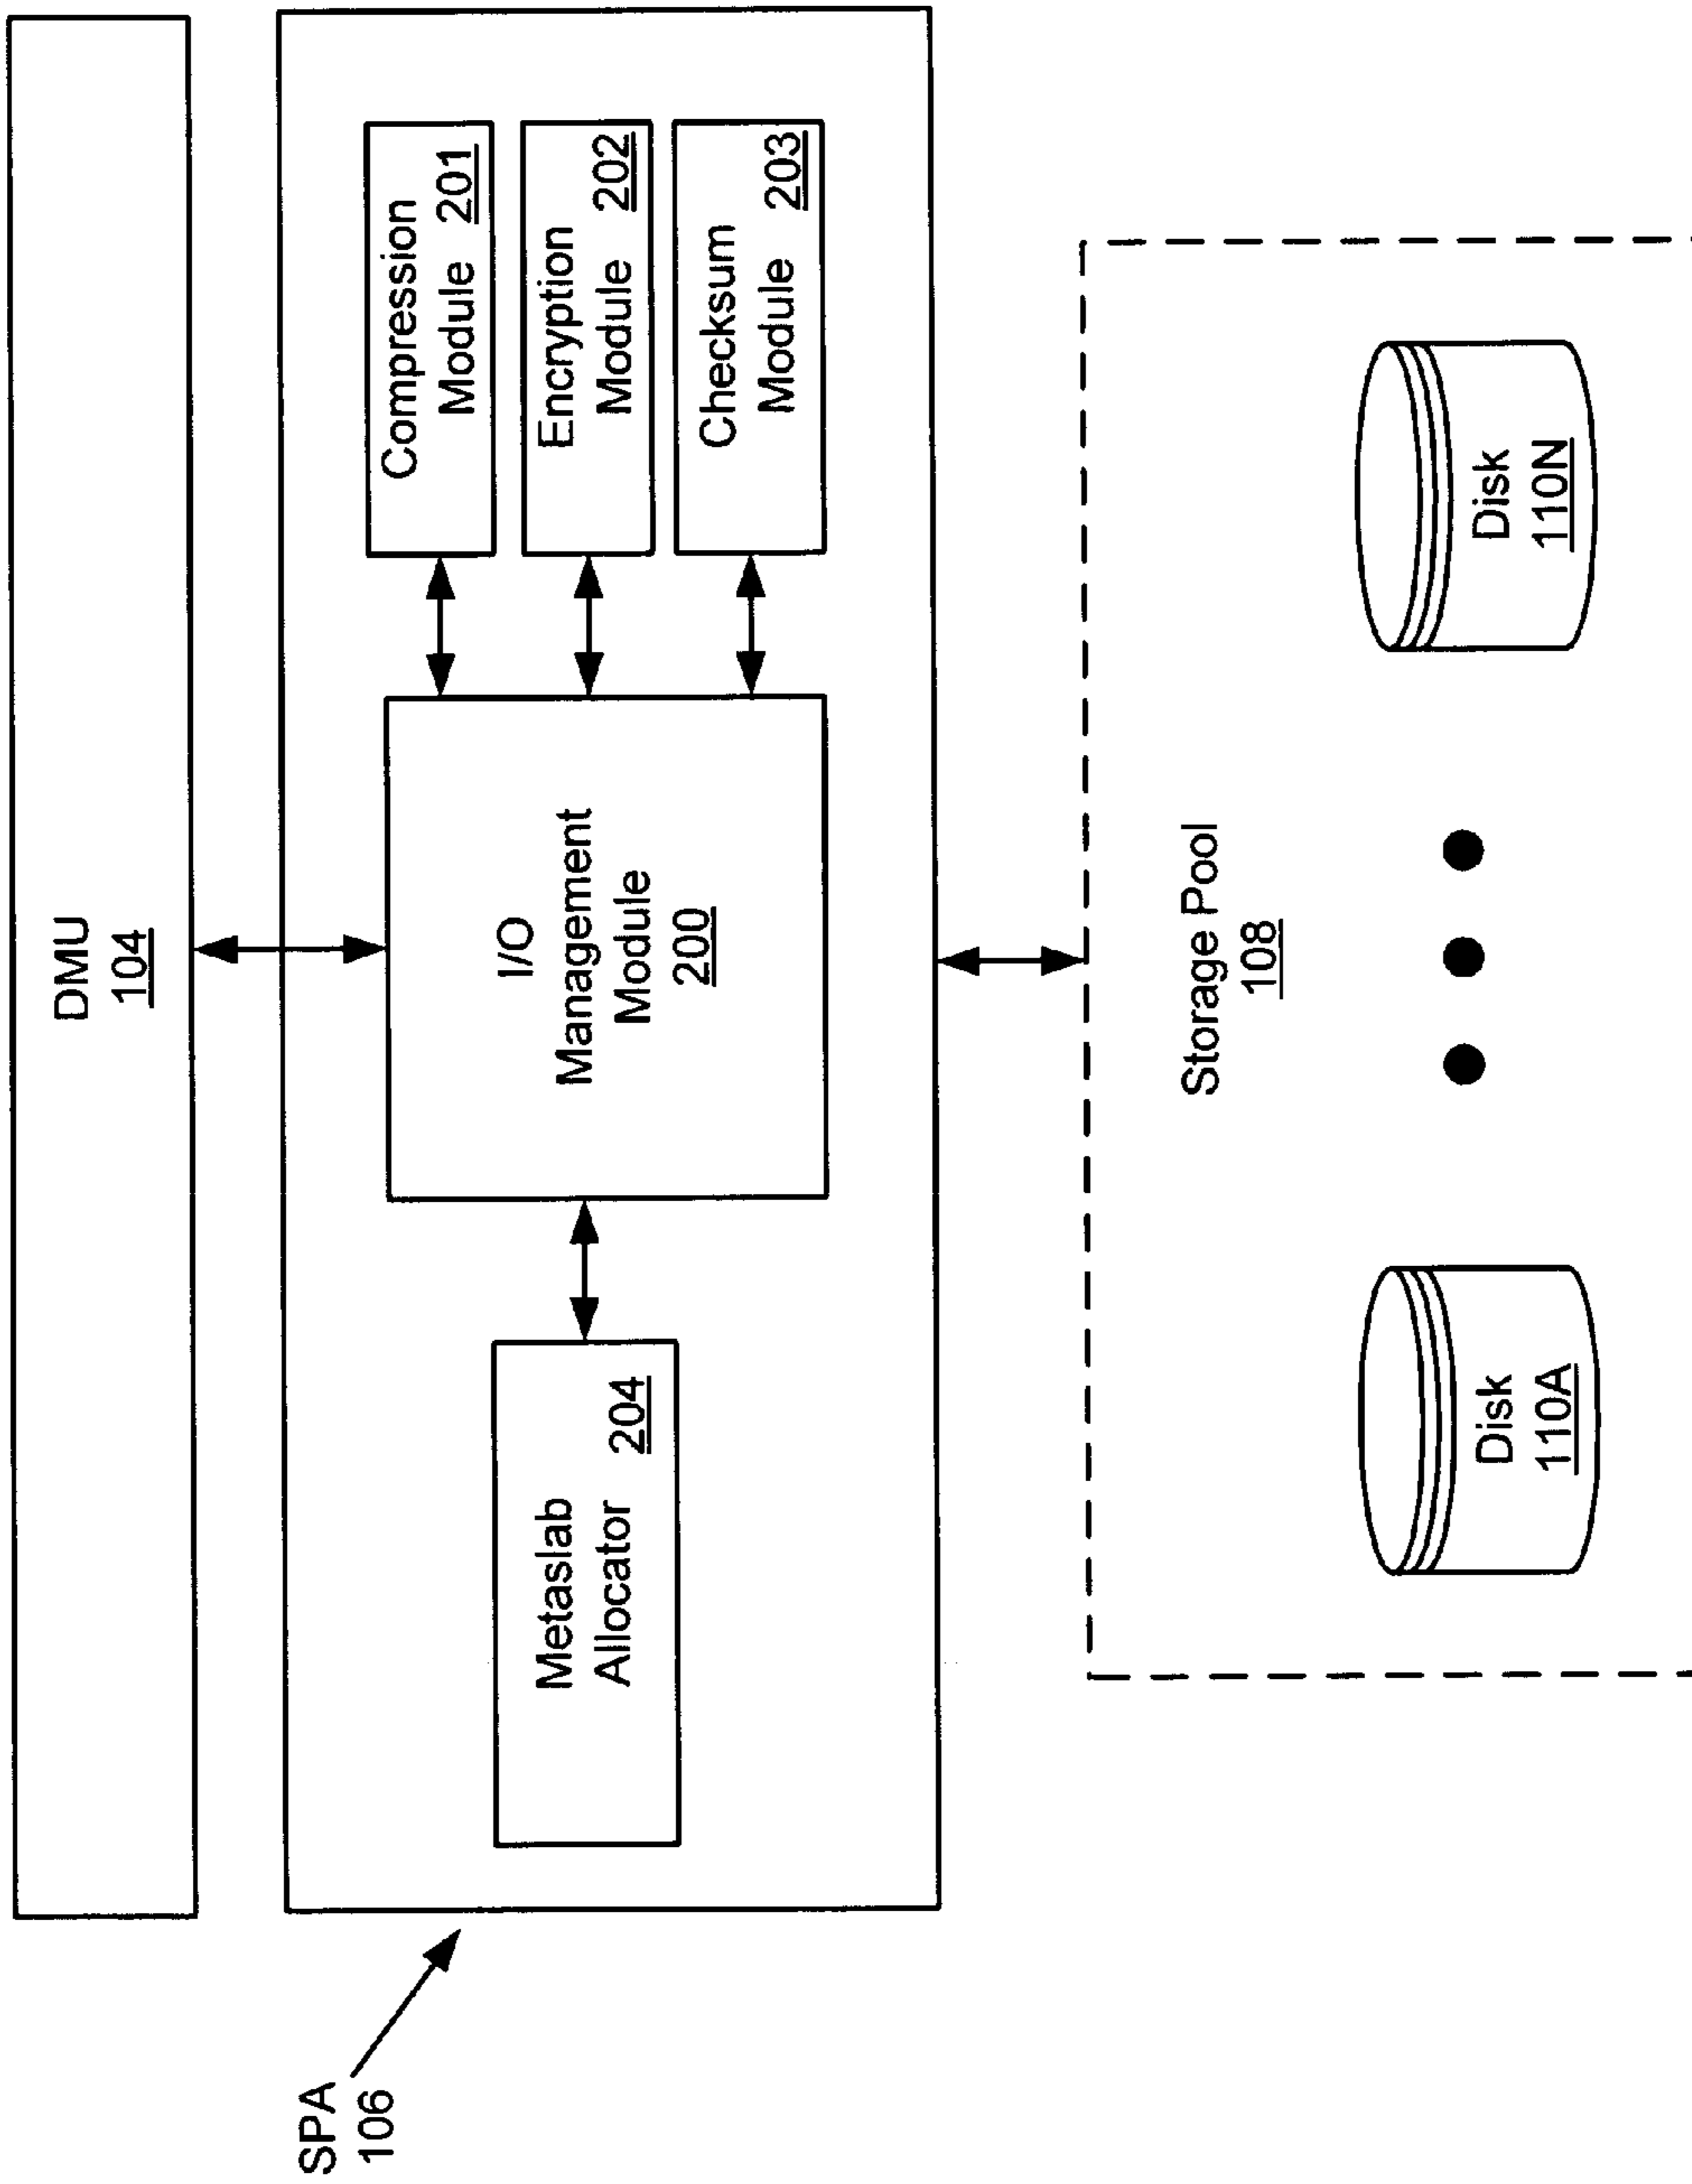 DMU
104
SPA
106
Metaslab
Allocator 204
I/O
Management
Module
200
Compression
Module 201
Encryption
Module 202
Checksum
Module 203
Storage Pool
108
Disk
110A
Disk
110N